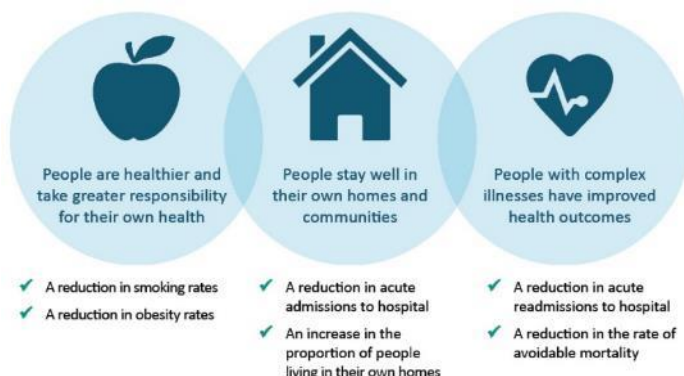 People are healthier and
take greater responsibility
for their own health
People stay well in
their own homes and
communities
People with complex
illnesses have improved
health outcomes
✔ A reduction in smoking rates
✔ A reduction in obesity rates
✔ A reduction in acute
admissions to hospital
✔ An increase in the
proportion of people
living in their own homes
✔ A reduction in acute
readmissions to hospital
✔ A reduction in the rate of
avoidable mortality